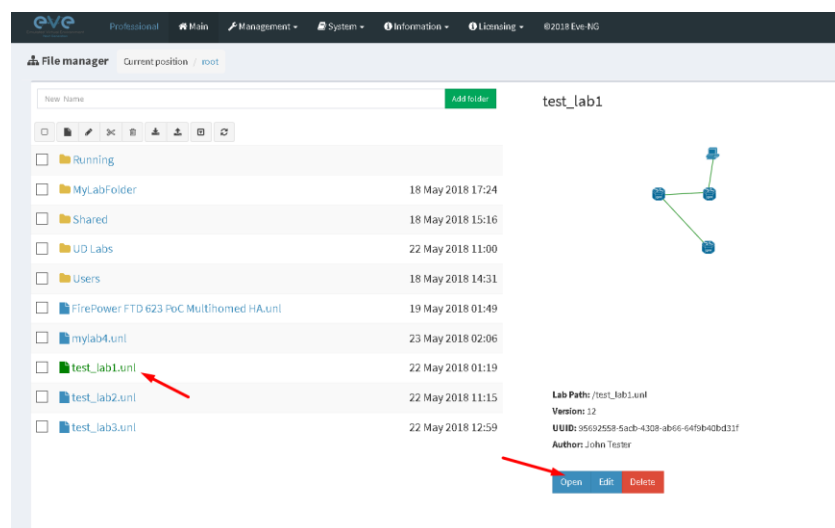 eve
Professional Main Management System Information Licensing ©2018 Eve-NG
File manager Current position / root
New Name Add folder
Running
MyLabFolder 18 May 2018 17:24
Shared 18 May 2018 15:16
UD Labs 22 May 2018 11:00
Users 18 May 2018 14:31
FirePower FTD 623 PoC Multihomed HA.unl 19 May 2018 01:49
mylab4.unl 23 May 2018 02:06
test_lab1.unl 22 May 2018 01:19
test_lab2.unl 22 May 2018 11:15
test_lab3.unl 22 May 2018 12:59
test_lab1
Lab Path: /test_lab1.unl
Version: 12
UUID: 95692558-5acb-4308-ab66-64f9b40bd31f
Author: John Tester
Open Edit Delete